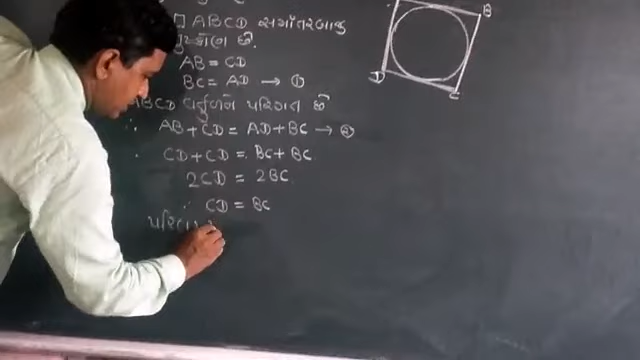 □ ABCD સમાંતરબાજુ
છે.
AB = CD
BC = AD → ①
ABCD વર્તુળને પરિગત છે
∴ AB + CD = AD + BC → ②
∴ CD + CD = BC + BC
2CD = 2BC
∴ CD = BC
B
D
C